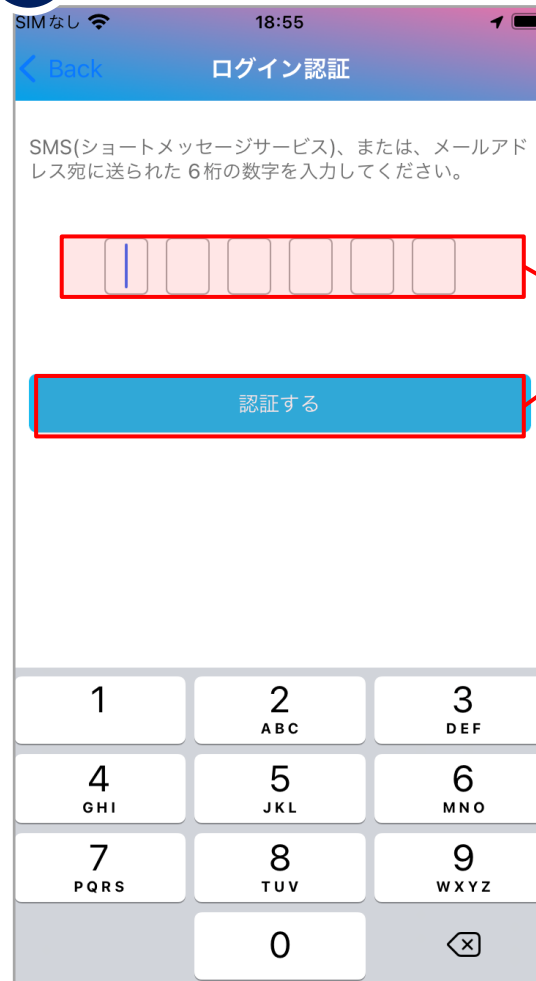 SIMなし 18:55
Back ログイン認証
SMS(ショートメッセージサービス)、または、メールアド
レス宛に送られた 6 桁の数字を入力してください。
認証する
1 2 3
ABC DEF
4 5 6
GHI JKL MNO
7 8 9
PQRS TUV WXYZ
0